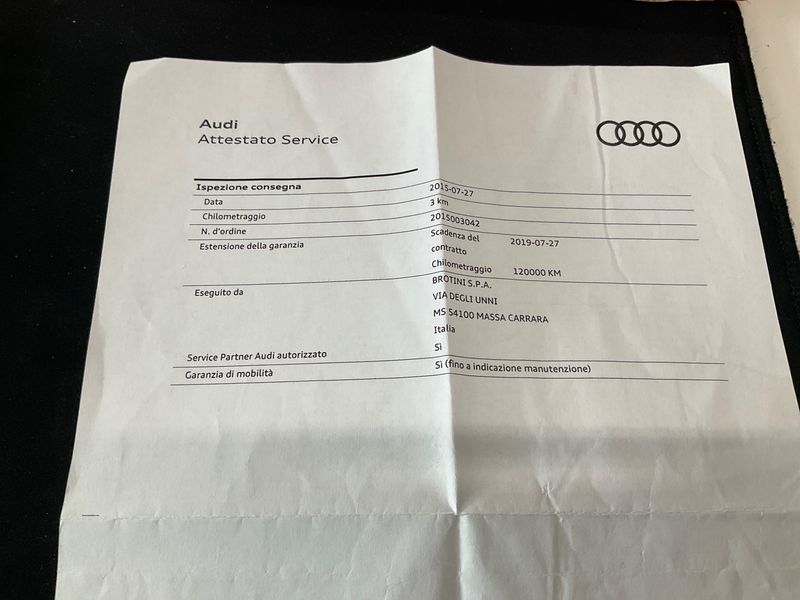 Audi
Attestato Service
Ispezione consegna
Data 2015-07-27
Chilometraggio 3 km
N. d'ordine 2015003042
Estensione della garanzia Scadenza del contratto 2019-07-27
Chilometraggio 120000 KM
Eseguito da BROTINI S.P.A.
VIA DEGLI UNNI
MS 54100 MASSA CARRARA
Italia
Service Partner Audi autorizzato Sì
Garanzia di mobilità Sì (fino a indicazione manutenzione)